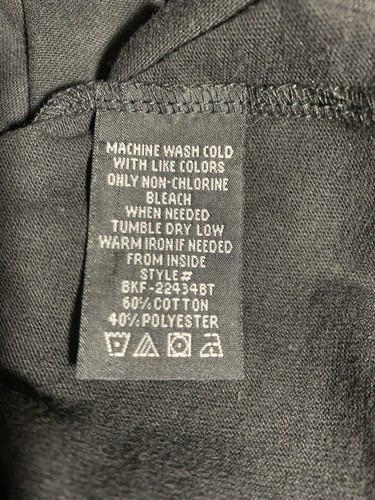 MACHINE WASH COLD
WITH LIKE COLORS
ONLY NON-CHLORINE
BLEACH
WHEN NEEDED
TUMBLE DRY LOW
WARM IRON IF NEEDED
FROM INSIDE
STYLE#
BKF-22434BT
60% COTTON
40% POLYESTER